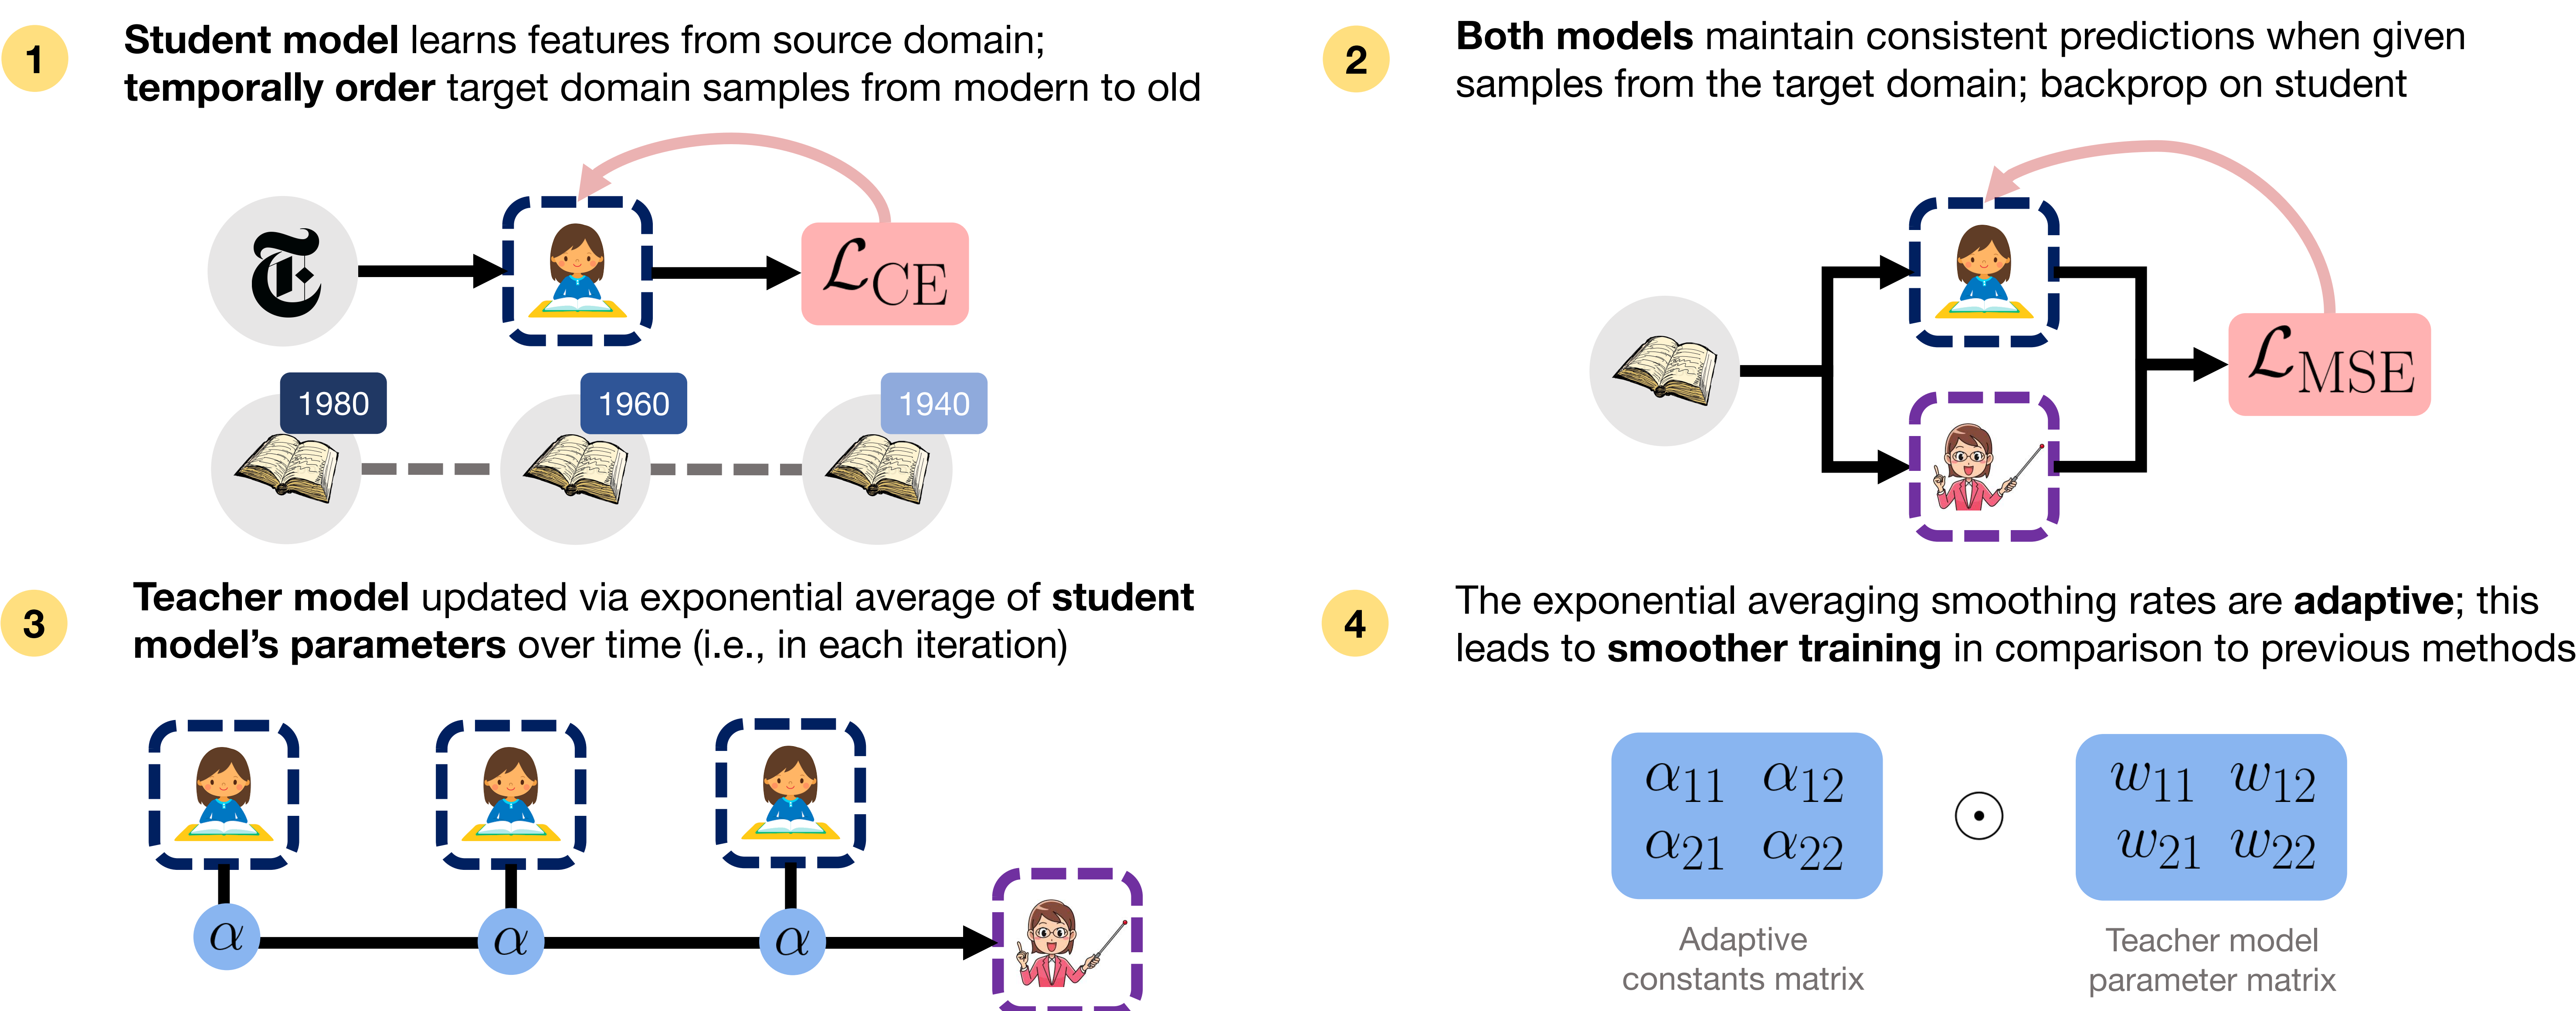 1
Student model learns features from source domain;
temporally order target domain samples from modern to old
𝕿
ℒCE
1980
1960
1940
2
Both models maintain consistent predictions when given
samples from the target domain; backprop on student
ℒMSE
3
Teacher model updated via exponential average of student
model's parameters over time (i.e., in each iteration)
α
α
α
4
The exponential averaging smoothing rates are adaptive; this
leads to smoother training in comparison to previous methods
α11 α12
α21 α22
⊙
w11 w12
w21 w22
Adaptive
constants matrix
Teacher model
parameter matrix